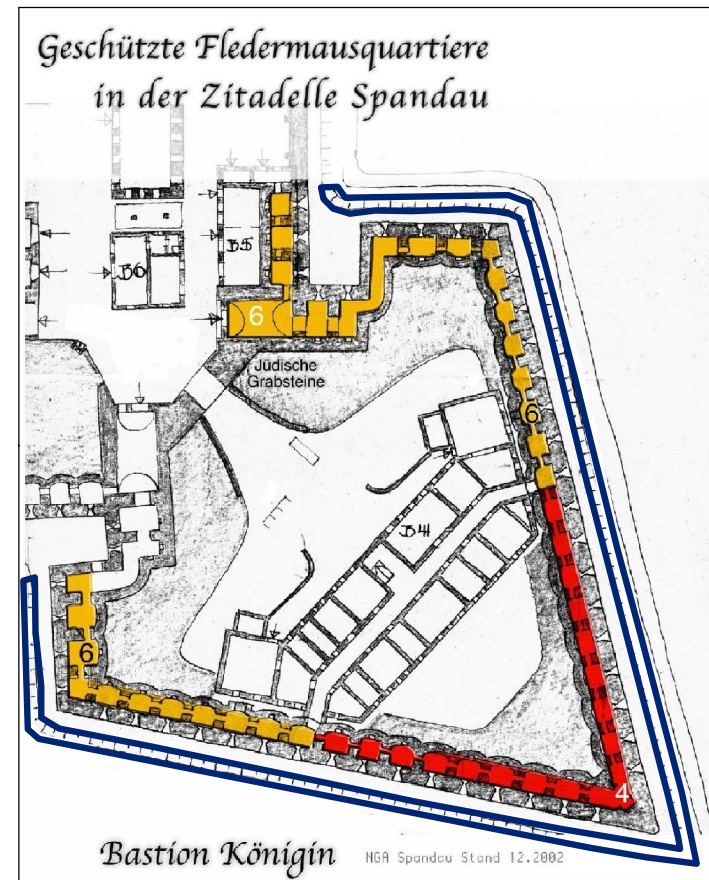 Geschützte Fledermausquartiere
in der Zitadelle Spandau
B5
B6
6
Jüdische
Grabsteine
6
B4
6
4
Bastion Königin
NGA Spandau Stand 12.2002